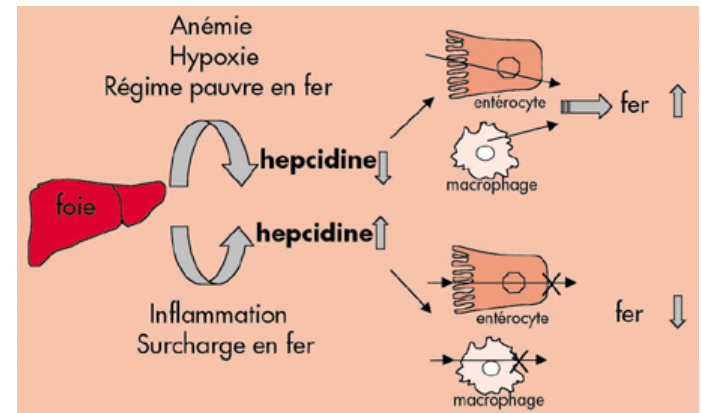 Anémie
Hypoxie
Régime pauvre en fer
entérocyte
fer
hepcidine
macrophage
foie
hepcidine
Inflammation
Surcharge en fer
entérocyte
fer
macrophage